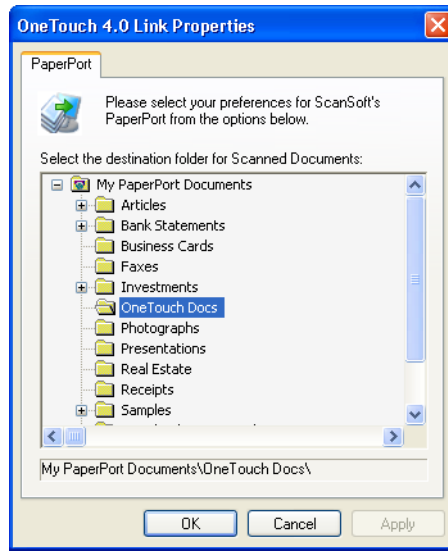 OneTouch 4.0 Link Properties
PaperPort
Please select your preferences for ScanSoft's
PaperPort from the options below.
Select the destination folder for Scanned Documents:
My PaperPort Documents
Articles
Bank Statements
Business Cards
Faxes
Investments
OneTouch Docs
Photographs
Presentations
Real Estate
Receipts
Samples
My PaperPort Documents\OneTouch Docs\
OK Cancel Apply